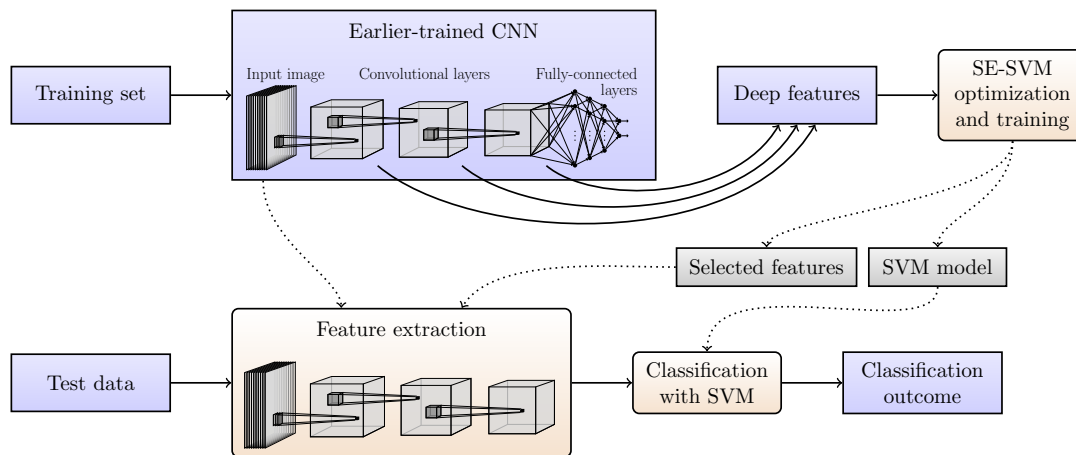 Earlier-trained CNN
Input image
Convolutional layers
Fully-connected
layers
Training set
Deep features
SE-SVM
optimization
and training
Selected features
SVM model
Feature extraction
Test data
Classification
with SVM
Classification
outcome